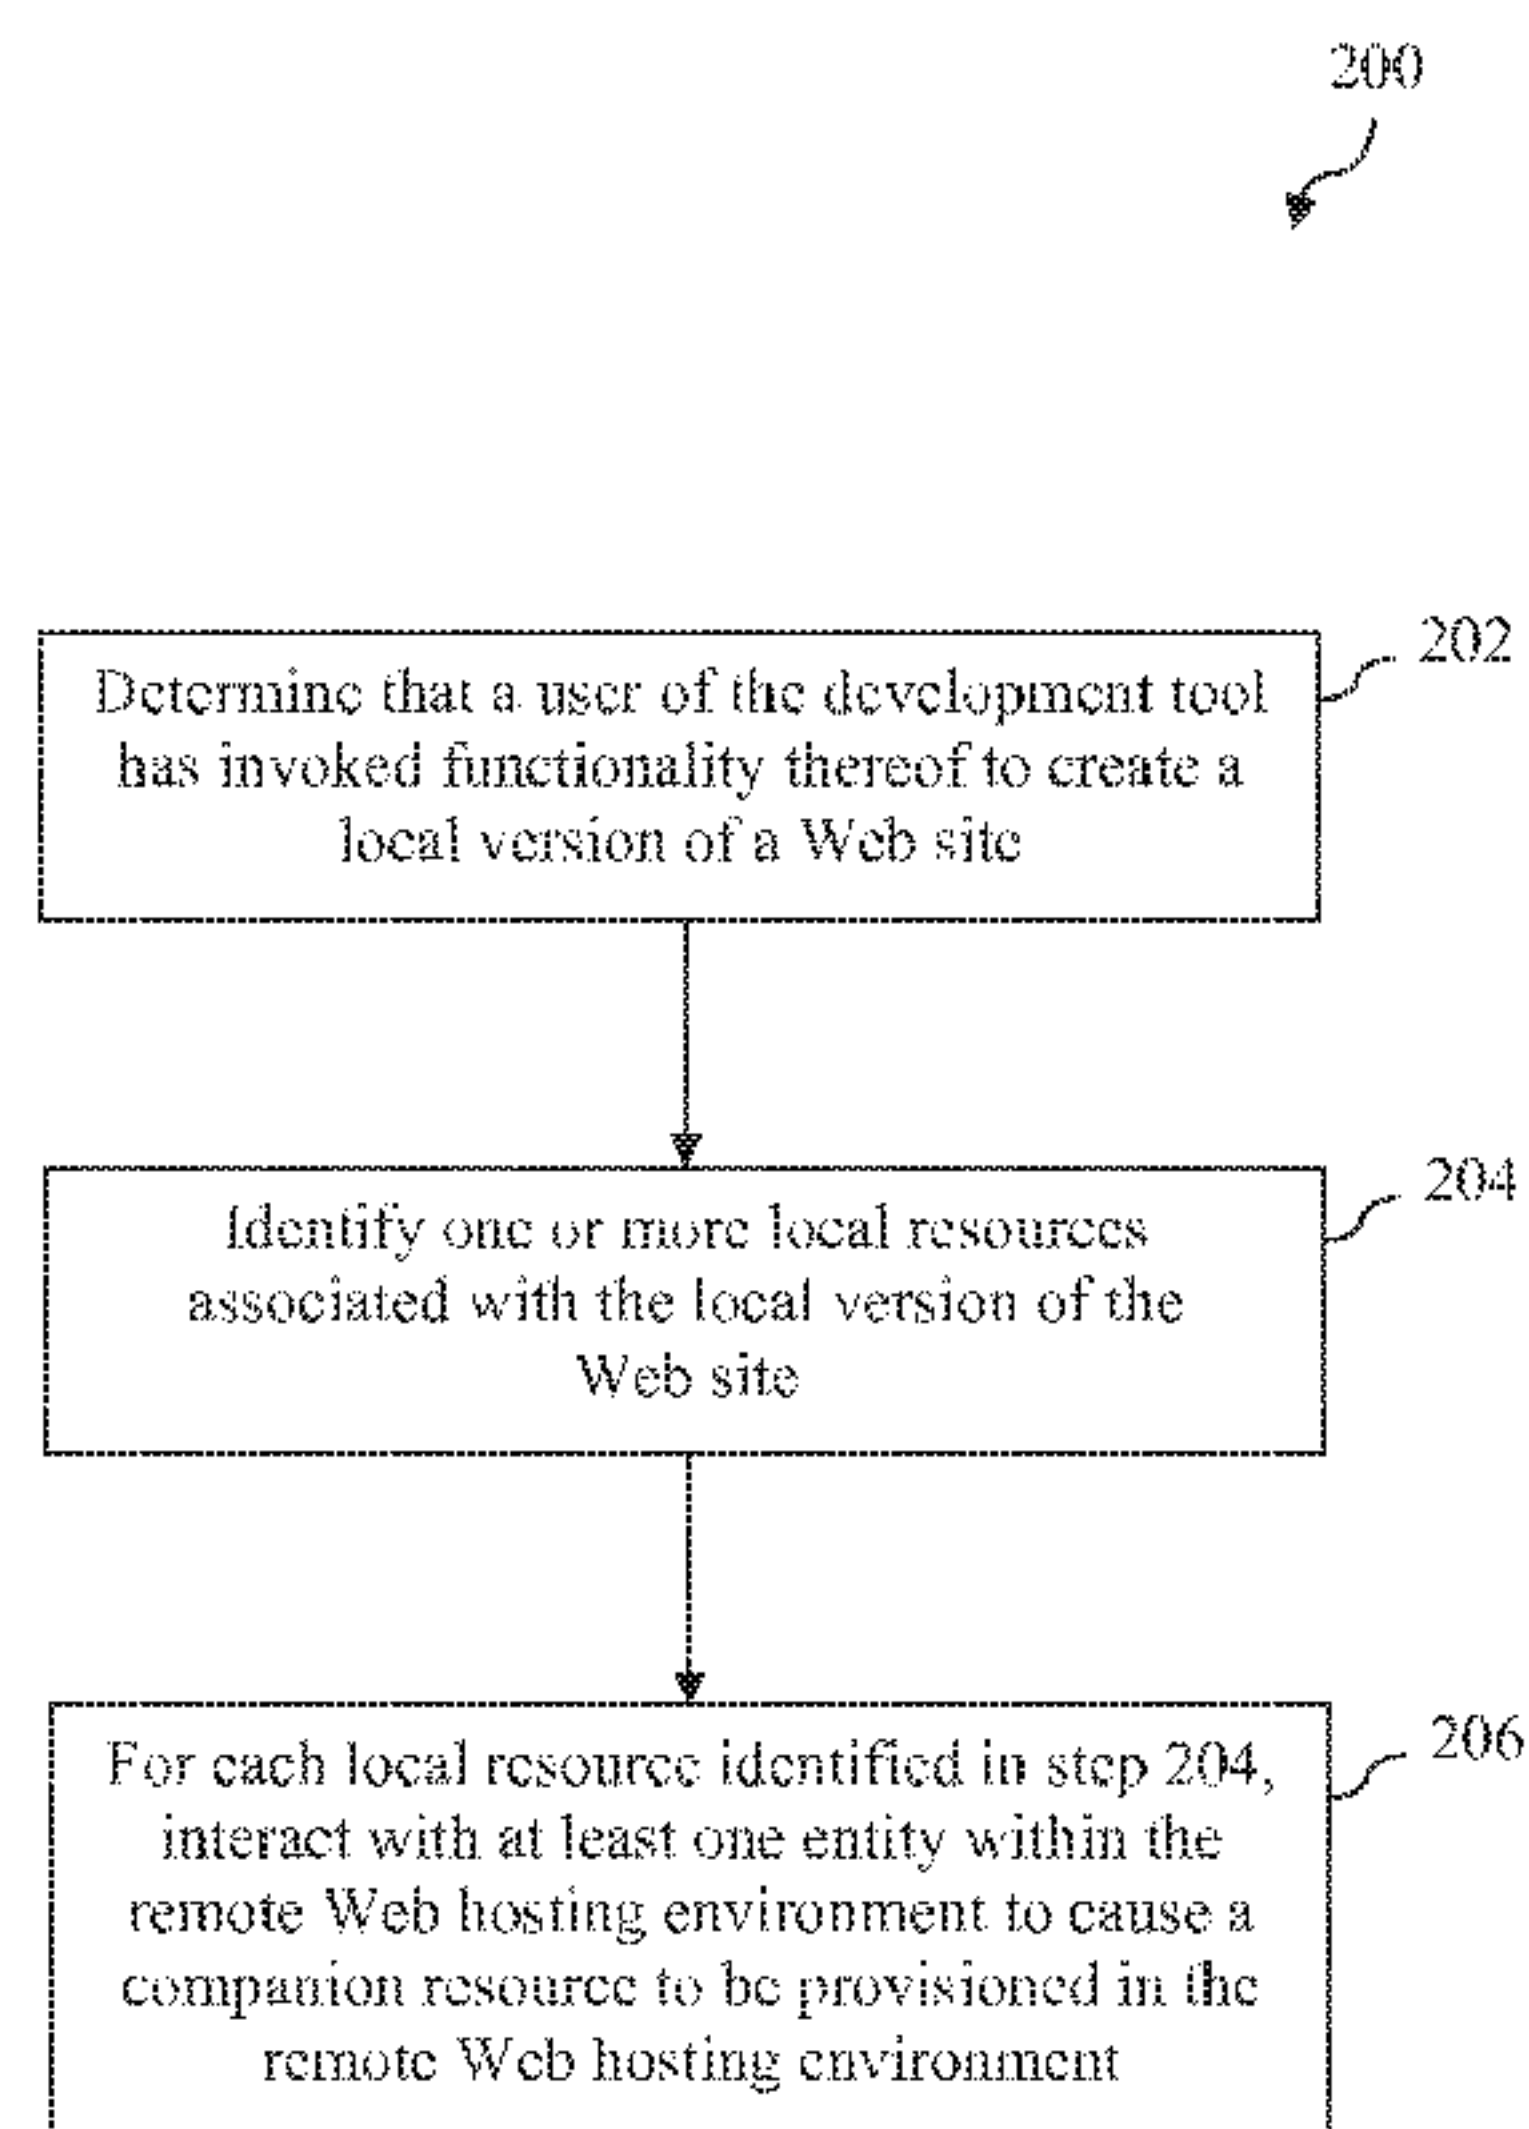 200
202
Determine that a user of the development tool
has invoked functionality thereof to create a
local version of a Web site
204
Identify one or more local resources
associated with the local version of the
Web site
206
For each local resource identified in step 204,
interact with at least one entity within the
remote Web hosting environment to cause a
companion resource to be provisioned in the
remote Web hosting environment